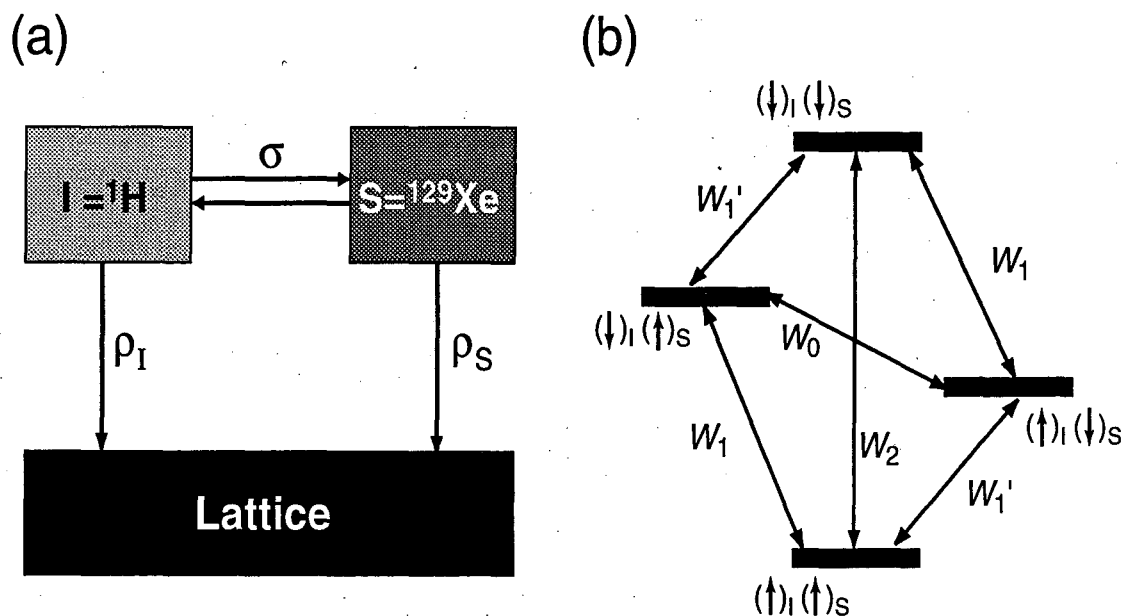 (a)
I = ¹H
σ
S = ¹²⁹Xe
ρI
ρS
Lattice
(b)
(↓)I (↓)S
W1'
W1
(↓)I (↑)S
W0
(↑)I (↓)S
W1
W2
W1'
(↑)I (↑)S